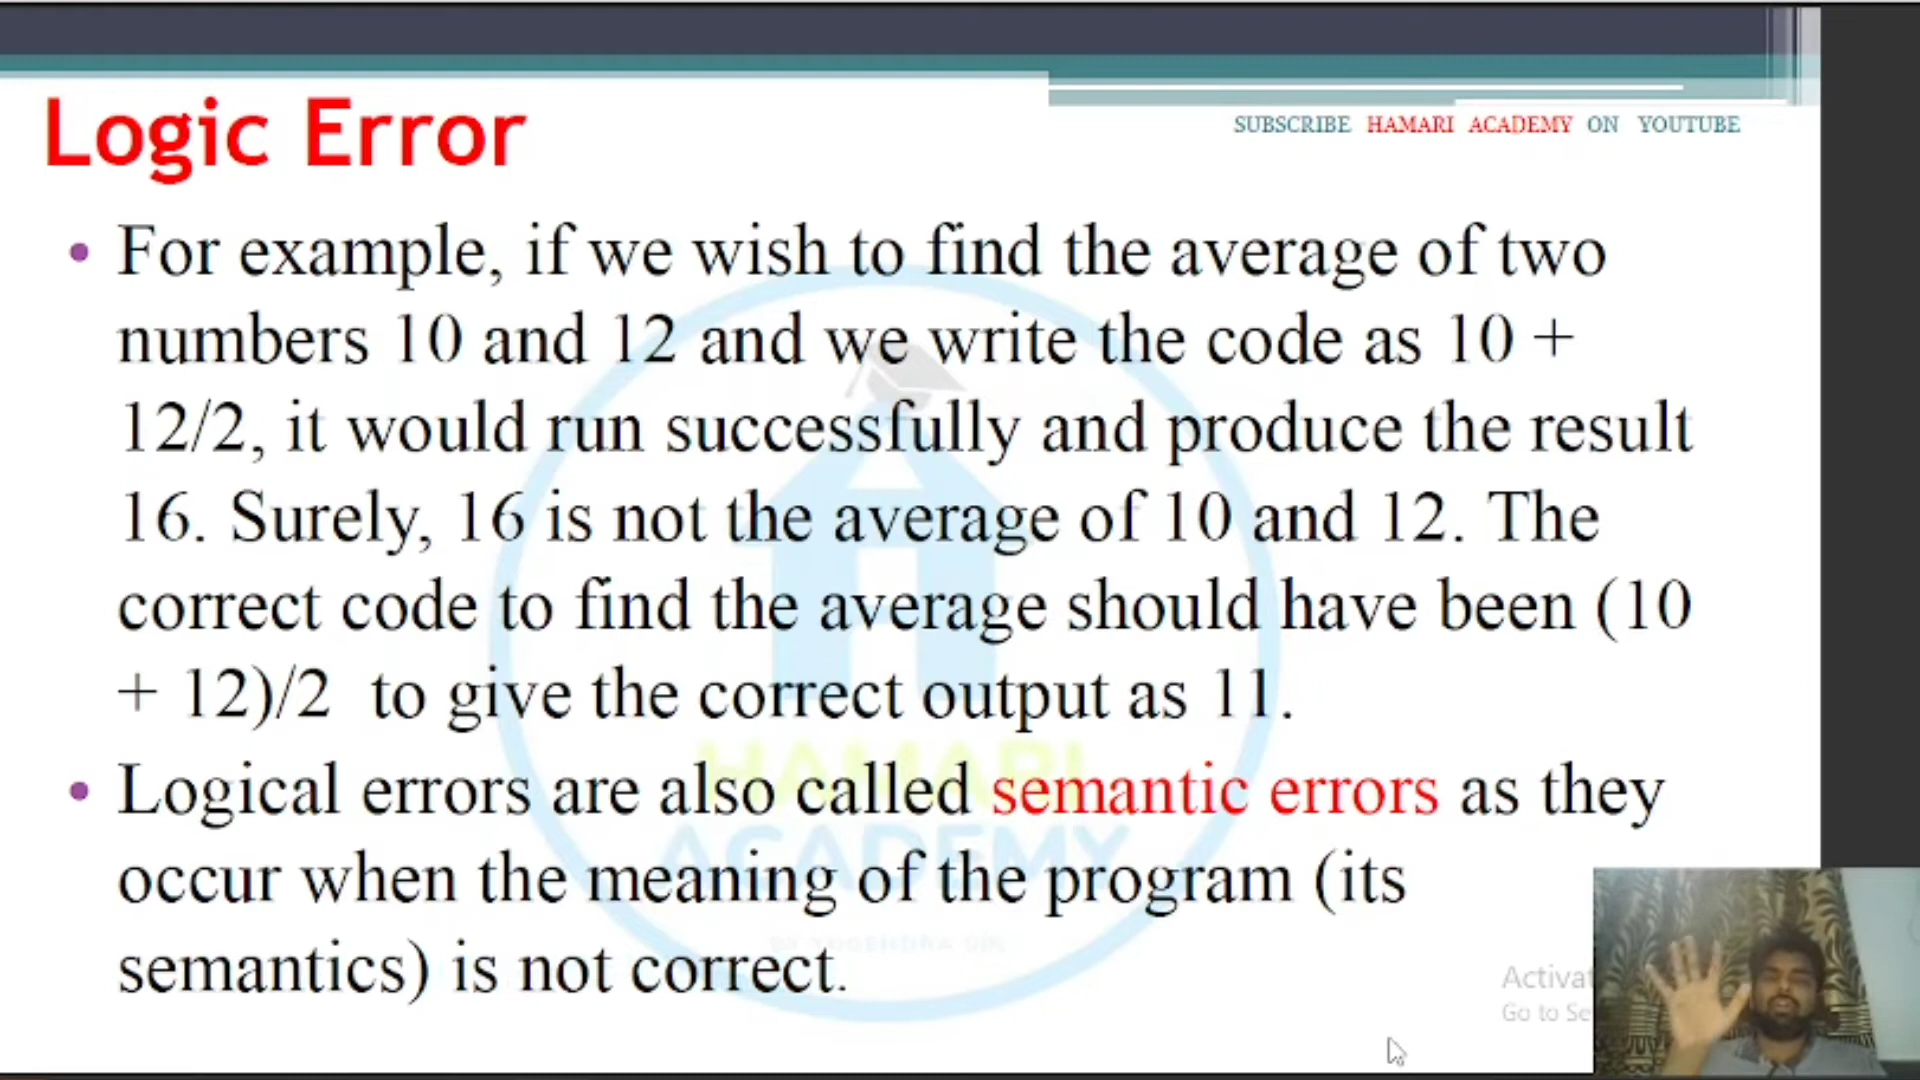 Logic Error
SUBSCRIBE HAMARI ACADEMY ON YOUTUBE
• For example, if we wish to find the average of two
numbers 10 and 12 and we write the code as 10 +
12/2, it would run successfully and produce the result
16. Surely, 16 is not the average of 10 and 12. The
correct code to find the average should have been (10
+ 12)/2 to give the correct output as 11.
• Logical errors are also called semantic errors as they
occur when the meaning of the program (its
semantics) is not correct.
HAMARI
ACADEMY
Go to